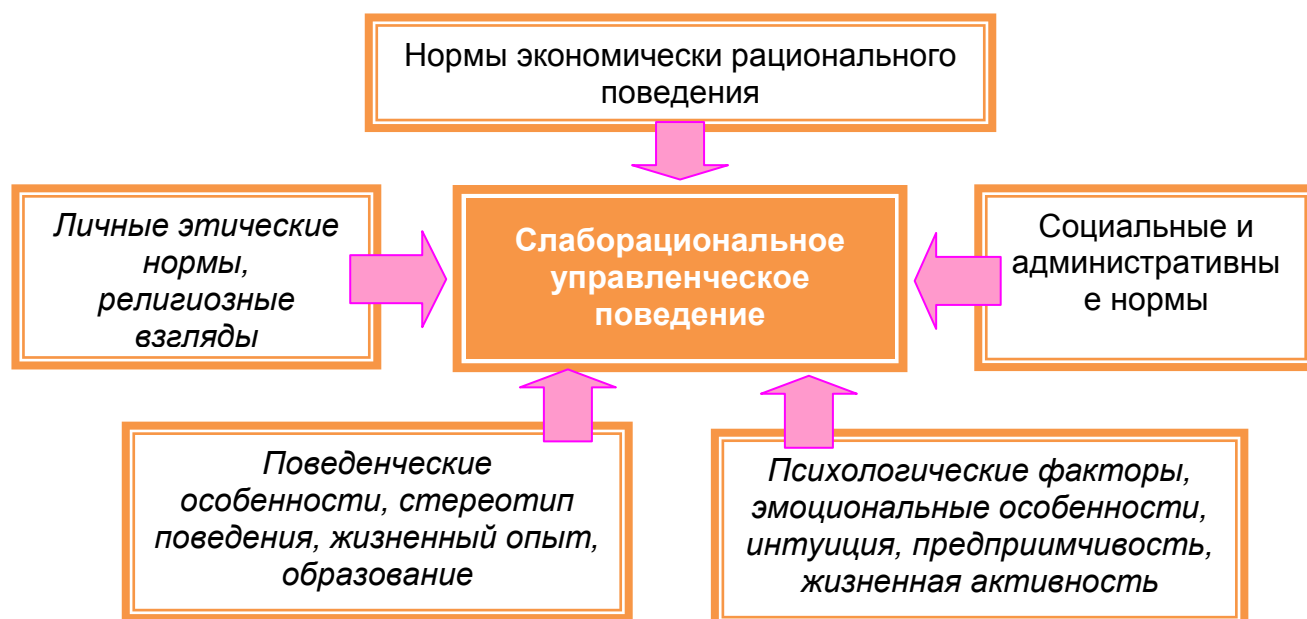 Нормы экономически рационального
поведения
Личные этические
нормы,
религиозные
взгляды
Слаборациональное
управленческое
поведение
Социальные и
административны
е нормы
Поведенческие
особенности, стереотип
поведения, жизненный опыт,
образование
Психологические факторы,
эмоциональные особенности,
интуиция, предприимчивость,
жизненная активность